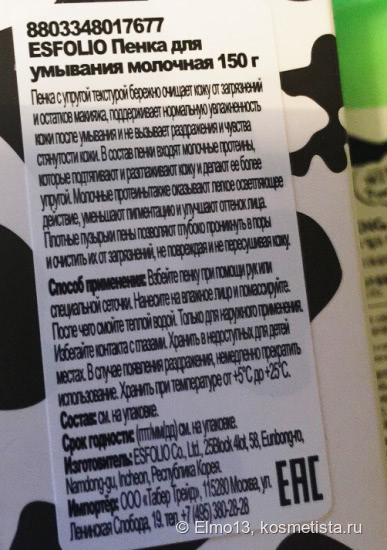 8803348017677
ESFOLIO Пенка для
умывания молочная 150 г
Пенка с упругой текстурой бережно очищает кожу от загрязнений
и остатков макияжа, поддерживает нормальную увлажненность
кожи после умывания и не вызывает раздражения и чувства
стянутости кожи. В состав пенки входят молочные протеины,
которые подтягивают и разглаживают кожу и делают ее более
упругой. Молочные протеины также оказывают легкое осветляющее
действие, уменьшают пигментацию и улучшают оттенок лица.
Плотные пузырьки пены позволяют глубоко проникнуть в поры
и очистить их от загрязнений, не повреждая и не пересушивая кожу.
Способ применения: Взбейте пенку при помощи рук или
специальной сеточки. Нанесите на влажное лицо и помассируйте.
После чего смойте теплой водой. Только для наружного применения.
Избегайте контакта с глазами. Хранить в недоступных для детей
местах. В случае появления раздражения, немедленно прекратить
использование. Хранить при температуре от +5°С до +25°С.
Состав: см. на упаковке.
Срок годности: (гггг/мм/дд) см. на упаковке.
Изготовитель: ESFOLIO Co., Ltd., 25Block 4lot, 58, Eunbong-ro,
Namdong-gu, Incheon, Республика Корея.
Импортёр: ООО «Табер Трейд», 115280 Москва, ул.
Ленинская Слобода, 19. тел. +7 (495) 380-28-28
EAC
© Elmo13, kosmetista.ru